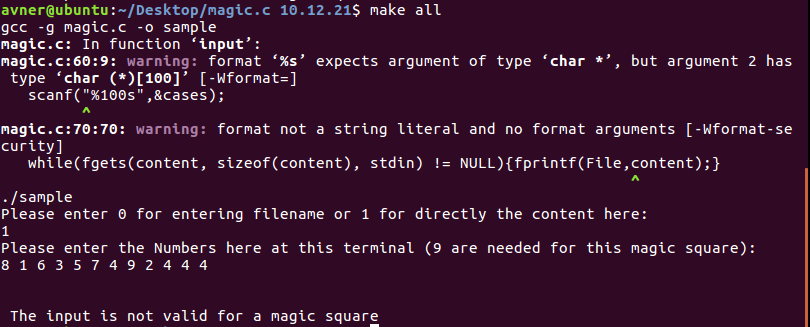 avner@ubuntu:~/Desktop/magic.c 10.12.21$ make all
gcc -g magic.c -o sample
magic.c: In function ‘input’:
magic.c:60:9: warning: format ‘%s’ expects argument of type ‘char *’, but argument 2 has
 type ‘char (*)[100]’ [-Wformat=]
   scanf("%100s",&cases);
         ^
magic.c:70:70: warning: format not a string literal and no format arguments [-Wformat-se
curity]
   while(fgets(content, sizeof(content), stdin) != NULL){fprintf(File,content);}
                                                                      ^
./sample
Please enter 0 for entering filename or 1 for directly the content here:
1
Please enter the Numbers here at this terminal (9 are needed for this magic square):
8 1 6 3 5 7 4 9 2 4 4 4
 The input is not valid for a magic square